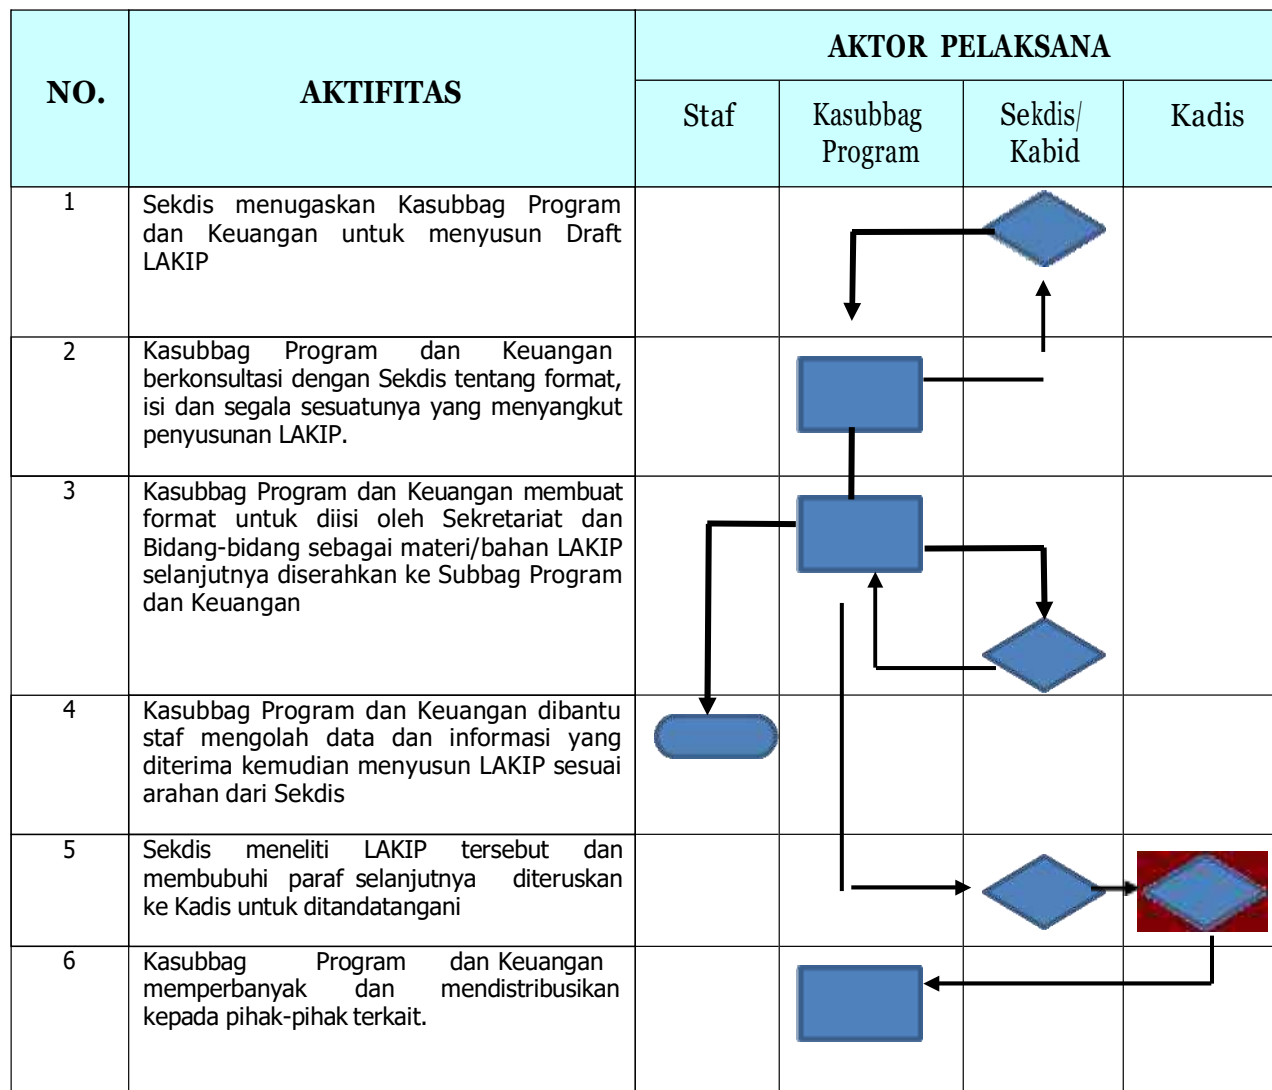 NO.
AKTIFITAS
AKTOR PELAKSANA
Staf
Kasubbag
Program
Sekdis/
Kabid
Kadis
1
Sekdis menugaskan Kasubbag Program
dan Keuangan untuk menyusun Draft
LAKIP
2
Kasubbag Program dan Keuangan
berkonsultasi dengan Sekdis tentang format,
isi dan segala sesuatunya yang menyangkut
penyusunan LAKIP.
3
Kasubbag Program dan Keuangan membuat
format untuk diisi oleh Sekretariat dan
Bidang-bidang sebagai materi/bahan LAKIP
selanjutnya diserahkan ke Subbag Program
dan Keuangan
4
Kasubbag Program dan Keuangan dibantu
staf mengolah data dan informasi yang
diterima kemudian menyusun LAKIP sesuai
arahan dari Sekdis
5
Sekdis meneliti LAKIP tersebut dan
membubuhi paraf selanjutnya diteruskan
ke Kadis untuk ditandatangani
6
Kasubbag Program dan Keuangan
memperbanyak dan mendistribusikan
kepada pihak-pihak terkait.